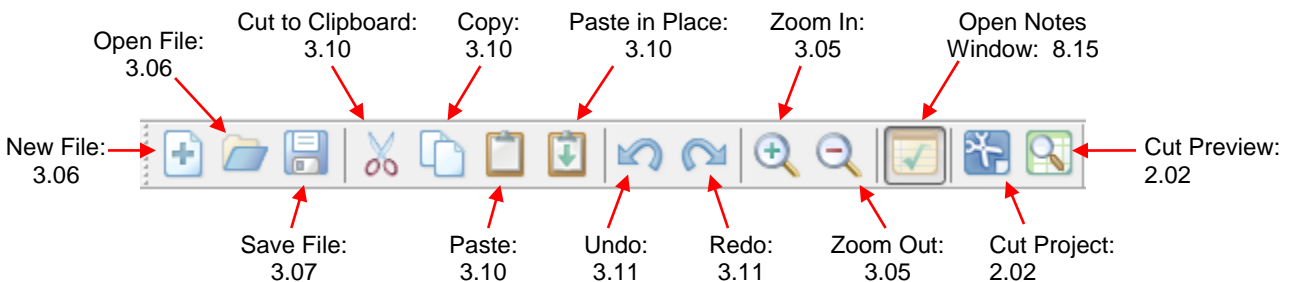 Cut to Clipboard:
3.10
Copy:
3.10
Paste in Place:
3.10
Zoom In:
3.05
Open Notes
Window:  8.15
Open File:
3.06
New File:
3.06
Cut Preview:
2.02
Save File:
3.07
Paste:
3.10
Undo:
3.11
Redo:
3.11
Zoom Out:
3.05
Cut Project:
2.02